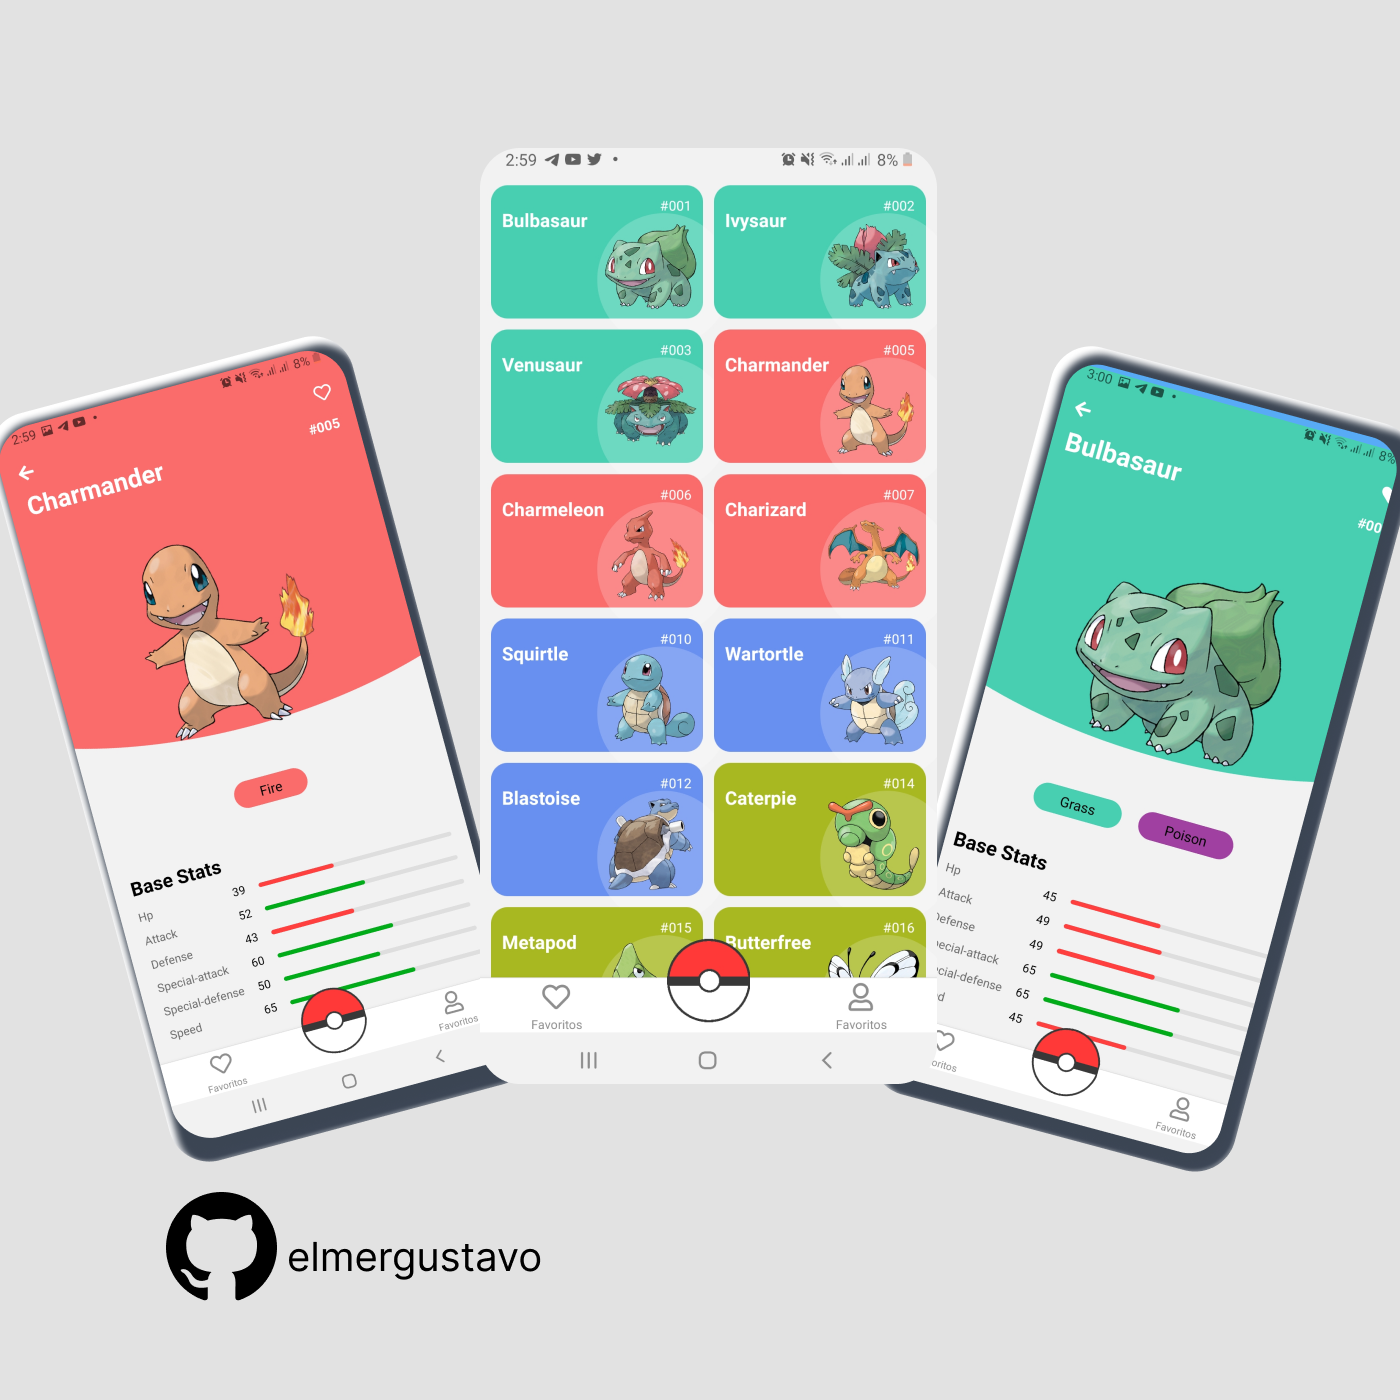 2:59
8%
#005
Charmander
Fire
Base Stats
Hp 39
Attack 52
Defense 43
Special-attack 60
Special-defense 50
Speed 65
Favoritos
Favoritos
2:59
8%
#001
Bulbasaur
#002
Ivysaur
#003
Venusaur
#005
Charmander
#006
Charmeleon
#007
Charizard
#010
Squirtle
#011
Wartortle
#012
Blastoise
#014
Caterpie
#015
Metapod
#016
Butterfree
Favoritos
Favoritos
3:00
8%
Bulbasaur
#00
Grass
Poison
Base Stats
Hp 45
Attack 49
Defense 49
ecial-attack 65
cial-defense 65
d 45
oritos
Favoritos
elmergustavo